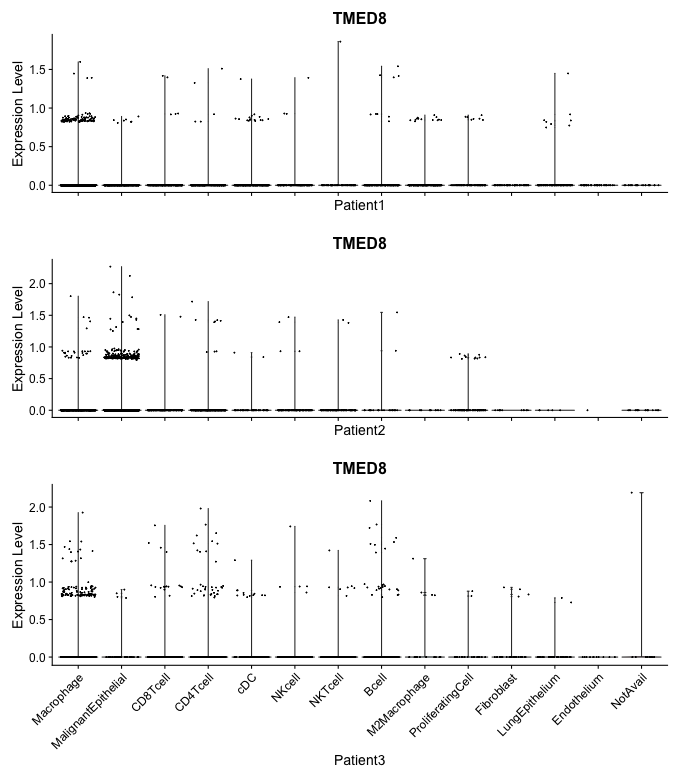 TMED8
Expression Level
1.5
1.0
0.5
0.0
Patient1
TMED8
Expression Level
2.0
1.5
1.0
0.5
0.0
Patient2
TMED8
Expression Level
2.0
1.5
1.0
0.5
0.0
Macrophage
MalignantEpithelial
CD8Tcell
CD4Tcell
cDC
NKcell
NKTcell
Bcell
M2Macrophage
ProliferatingCell
Fibroblast
LungEpithelium
Endothelium
NotAvail
Patient3